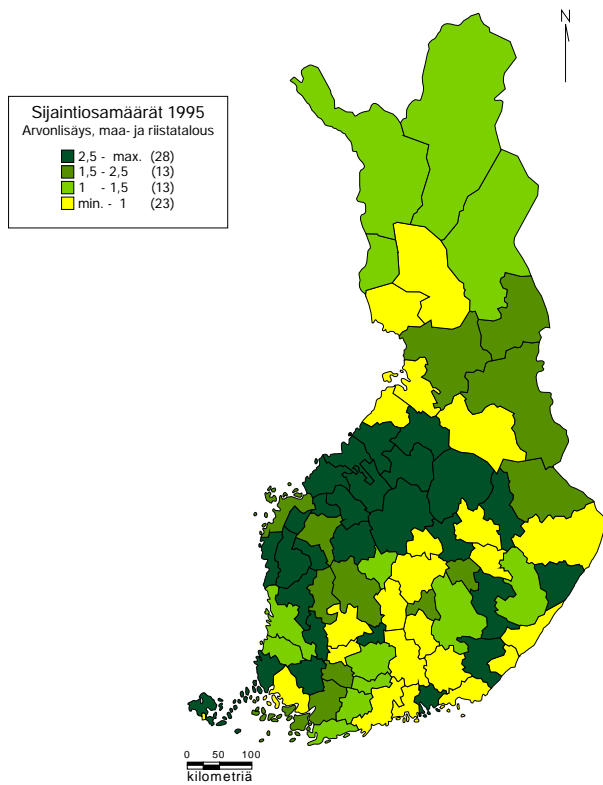 N
Sijaintiosamäärät 1995
Arvonlisäys, maa- ja riistatalous
2,5 - max. (28)
1,5 - 2,5 (13)
1 - 1,5 (13)
min. - 1 (23)
0 50 100
kilometriä